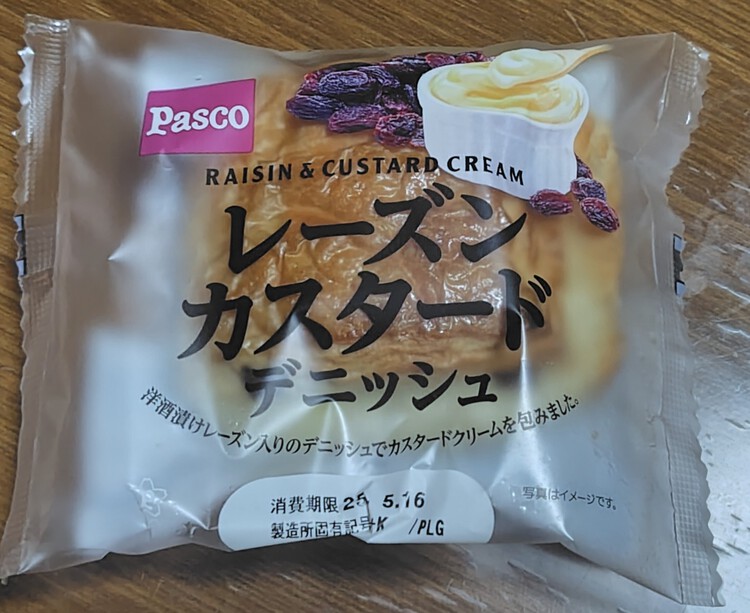 Pasco
RAISIN & CUSTARD CREAM
レーズン
カスタード
デニッシュ
洋酒漬けレーズン入りのデニッシュでカスタードクリームを包みました。
写真はイメージです。
消費期限 25 5.16
製造所固有記号K /PLG